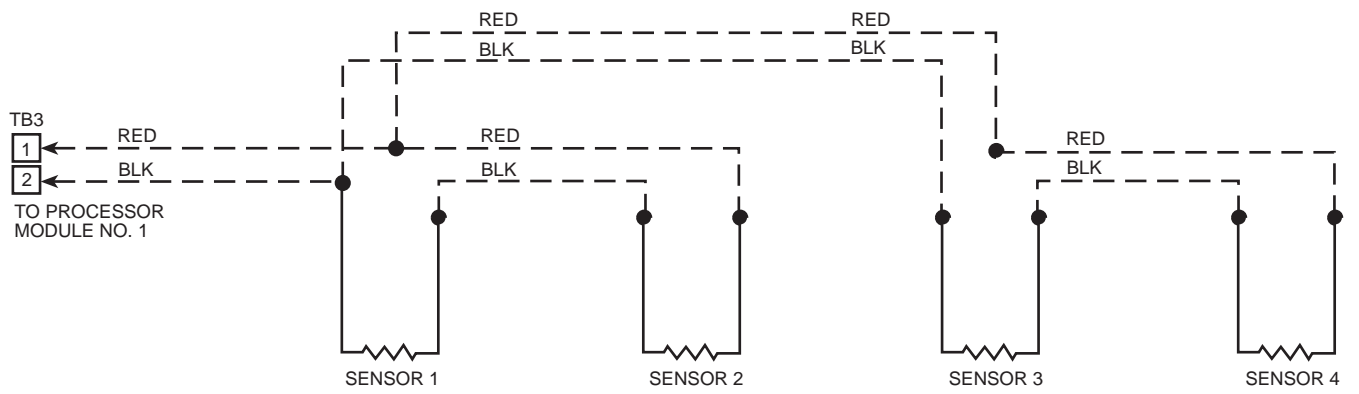 RED RED
BLK BLK
TB3
1 RED RED RED
2 BLK BLK BLK
TO PROCESSOR
MODULE NO. 1
SENSOR 1 SENSOR 2 SENSOR 3 SENSOR 4